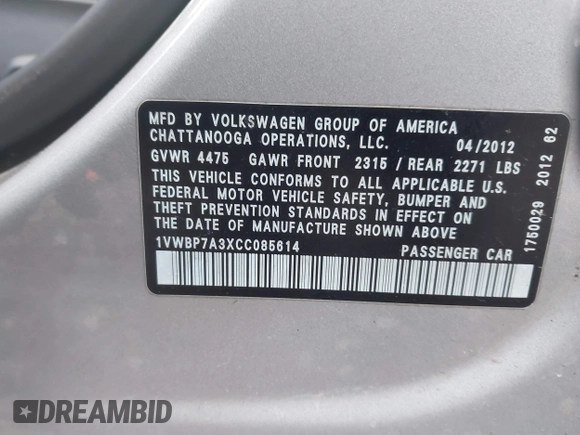 MFD BY VOLKSWAGEN GROUP OF AMERICA
CHATTANOOGA OPERATIONS, LLC. 04/2012
GVWR 4475 GAWR FRONT 2315 / REAR 2271 LBS
THIS VEHICLE CONFORMS TO ALL APPLICABLE U.S.
FEDERAL MOTOR VEHICLE SAFETY, BUMPER AND
THEFT PREVENTION STANDARDS IN EFFECT ON
THE DATE OF MANUFACTURE SHOWN ABOVE
1VWBP7A3XCC085614 PASSENGER CAR
1750029 2012 62
DREAMBID